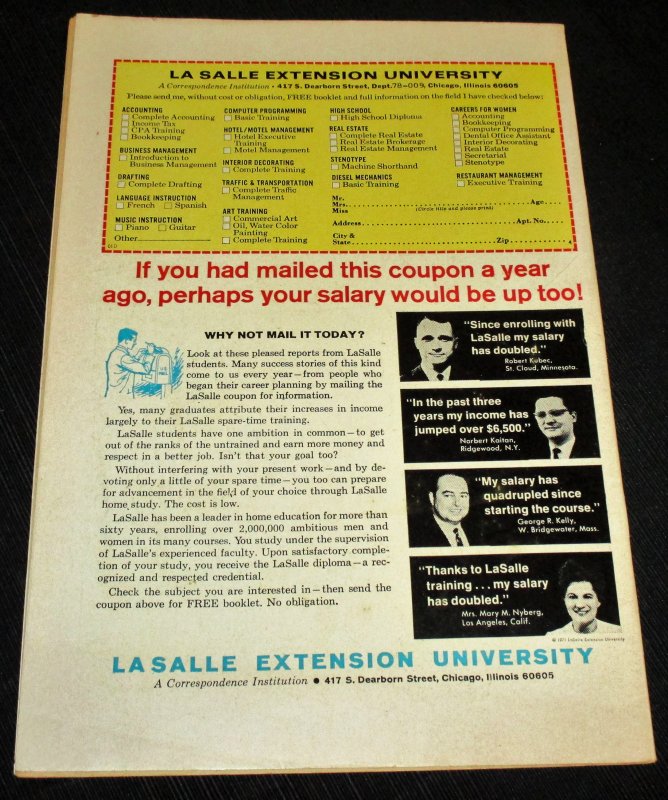 LA SALLE EXTENSION UNIVERSITY
A Correspondence Institution • 417 S. Dearborn Street, Dept. 78-009, Chicago, Illinois 60605
Please send me, without cost or obligation, FREE booklet and full information on the field I have checked below:
ACCOUNTING
Complete Accounting
Income Tax
CPA Training
Bookkeeping
BUSINESS MANAGEMENT
Introduction to
Business Management
DRAFTING
Complete Drafting
LANGUAGE INSTRUCTION
French Spanish
MUSIC INSTRUCTION
Piano Guitar
Other
COMPUTER PROGRAMMING
Basic Training
HOTEL/MOTEL MANAGEMENT
Hotel Executive
Training
Motel Management
INTERIOR DECORATING
Complete Training
TRAFFIC & TRANSPORTATION
Complete Traffic
Management
ART TRAINING
Commercial Art
Oil, Water Color
Painting
Complete Training
HIGH SCHOOL
High School Diploma
REAL ESTATE
Complete Real Estate
Real Estate Brokerage
Real Estate Management
STENOTYPE
Machine Shorthand
DIESEL MECHANICS
Basic Training
CAREERS FOR WOMEN
Accounting
Bookkeeping
Computer Programming
Dental Office Assistant
Interior Decorating
Real Estate
Secretarial
Stenotype
RESTAURANT MANAGEMENT
Executive Training
Mr.
Mrs. Age
Miss (Circle title and please print)
Address Apt. No.
City &
State Zip
If you had mailed this coupon a year
ago, perhaps your salary would be up too!
WHY NOT MAIL IT TODAY?
Look at these pleased reports from LaSalle
students. Many success stories of this kind
come to us every year—from people who
began their career planning by mailing the
LaSalle coupon for information.
Yes, many graduates attribute their increases in income
largely to their LaSalle spare-time training.
LaSalle students have one ambition in common—to get
out of the ranks of the untrained and earn more money and
respect in a better job. Isn't that your goal too?
Without interfering with your present work—and by de-
voting only a little of your spare time—you too can prepare
for advancement in the field of your choice through LaSalle
home study. The cost is low.
LaSalle has been a leader in home education for more than
sixty years, enrolling over 2,000,000 ambitious men and
women in its many courses. You study under the supervision
of LaSalle's experienced faculty. Upon satisfactory comple-
tion of your study, you receive the LaSalle diploma—a rec-
ognized and respected credential.
Check the subject you are interested in—then send the
coupon above for FREE booklet. No obligation.
"Since enrolling with
LaSalle my salary
has doubled."
Robert Kubec,
St. Cloud, Minnesota.
"In the past three
years my income has
jumped over $6,500."
Norbert Kaitan,
Ridgewood, N.Y.
"My salary has
quadrupled since
starting the course."
George R. Kelly,
W. Bridgewater, Mass.
"Thanks to LaSalle
training . . . my salary
has doubled."
Mrs. Mary M. Nyberg,
Los Angeles, Calif.
© 1971 LaSalle Extension University
LASALLE EXTENSION UNIVERSITY
A Correspondence Institution • 417 S. Dearborn Street, Chicago, Illinois 60605